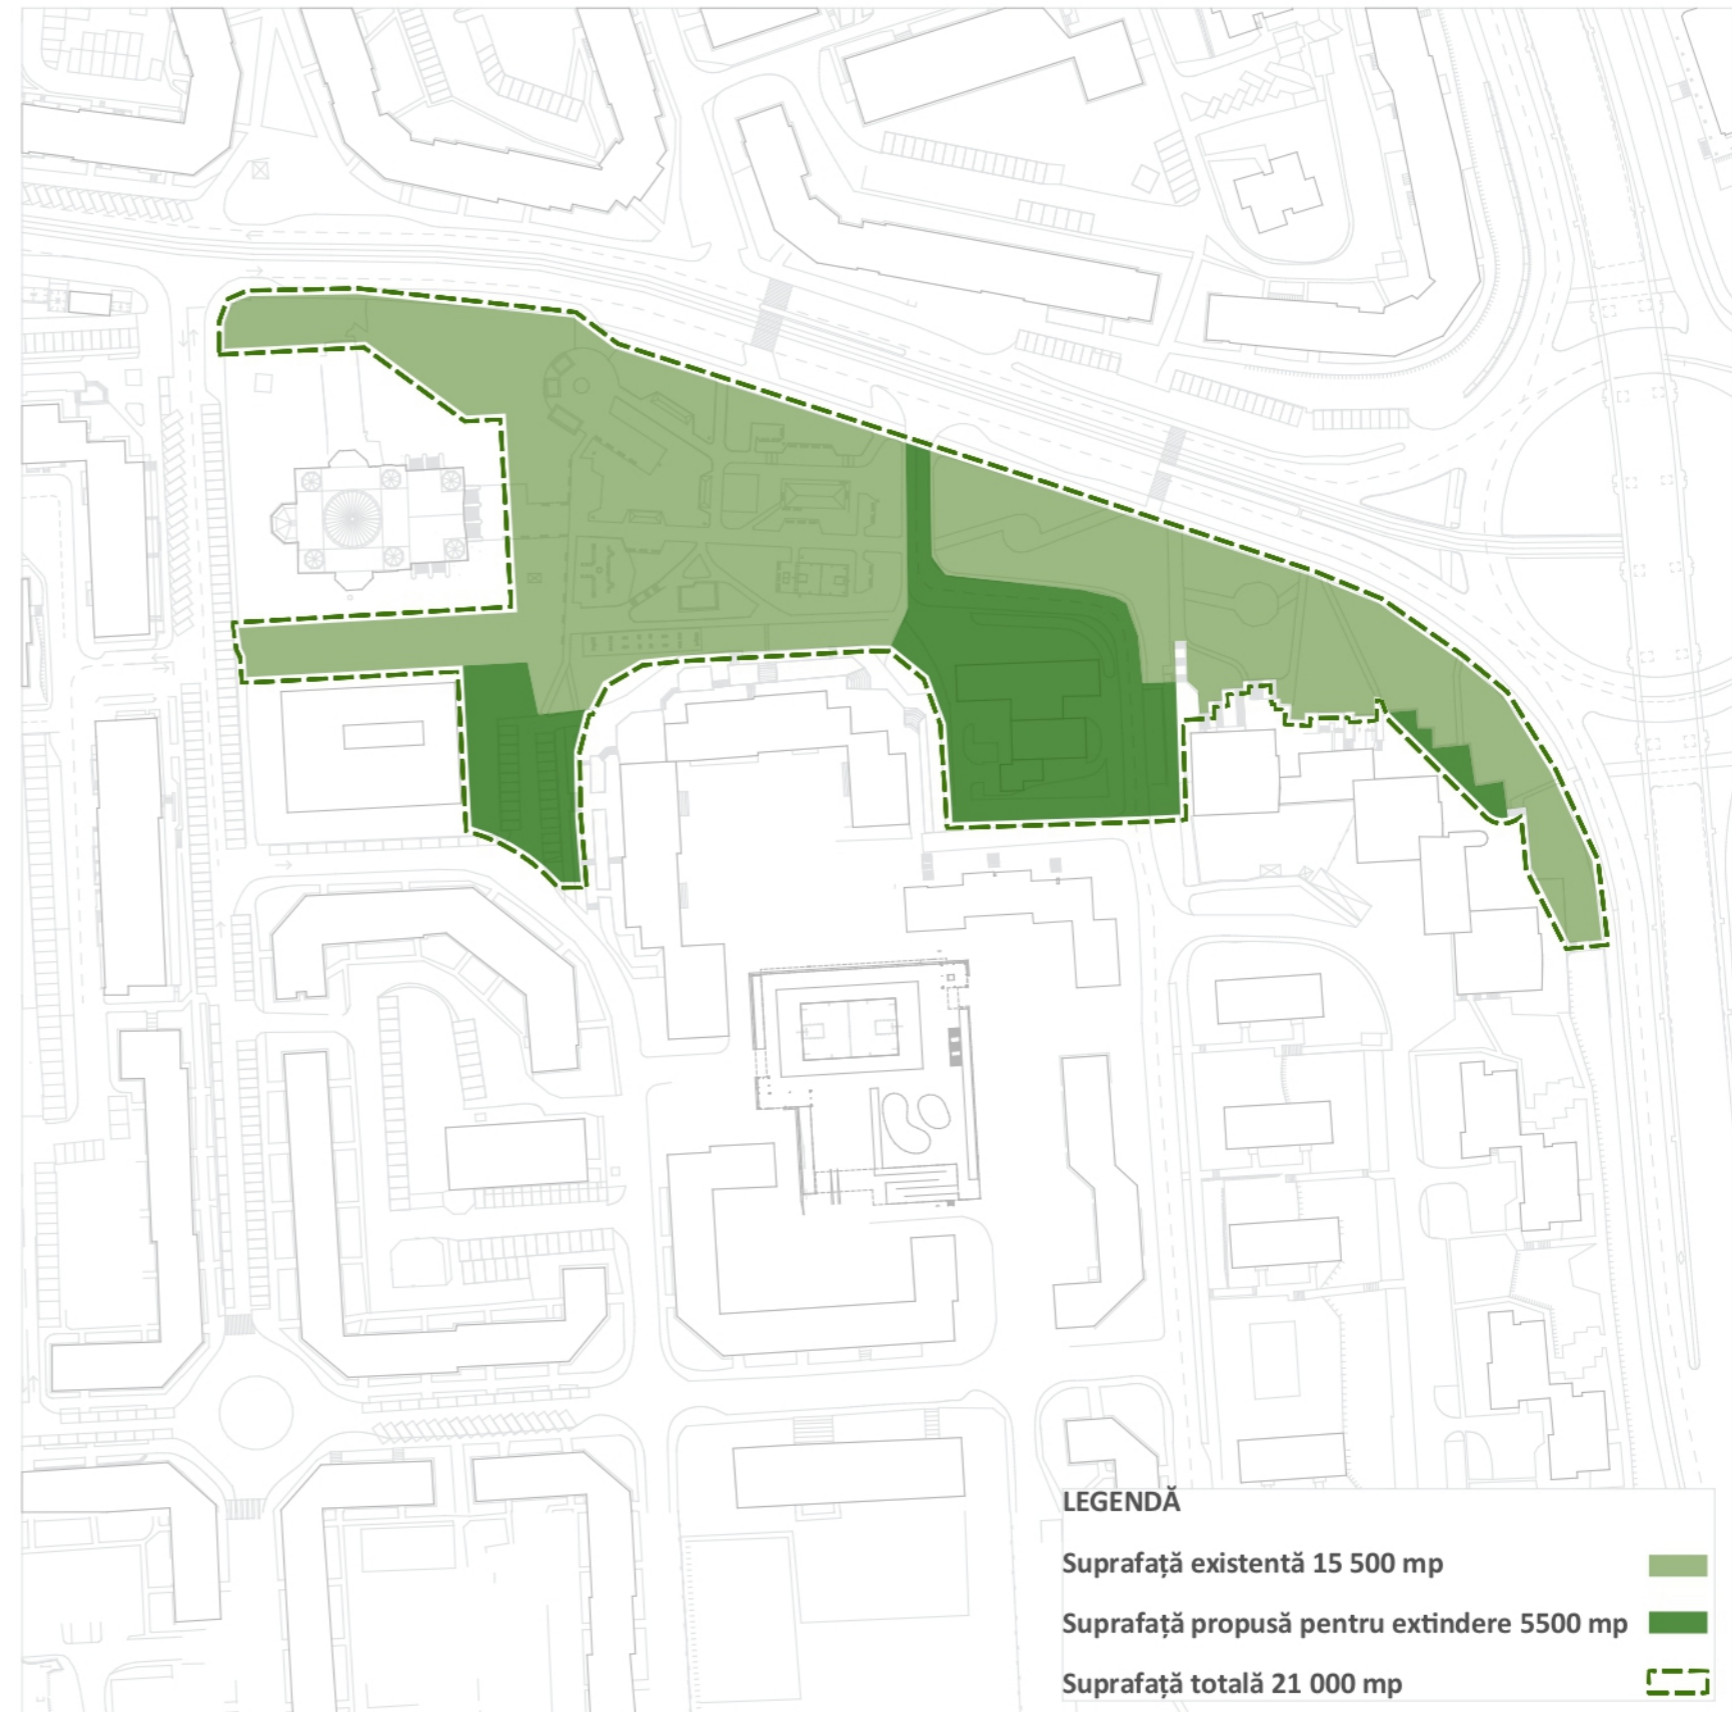 LEGENDĂ
Suprafață existentă 15 500 mp
Suprafață propusă pentru extindere 5500 mp
Suprafață totală 21 000 mp